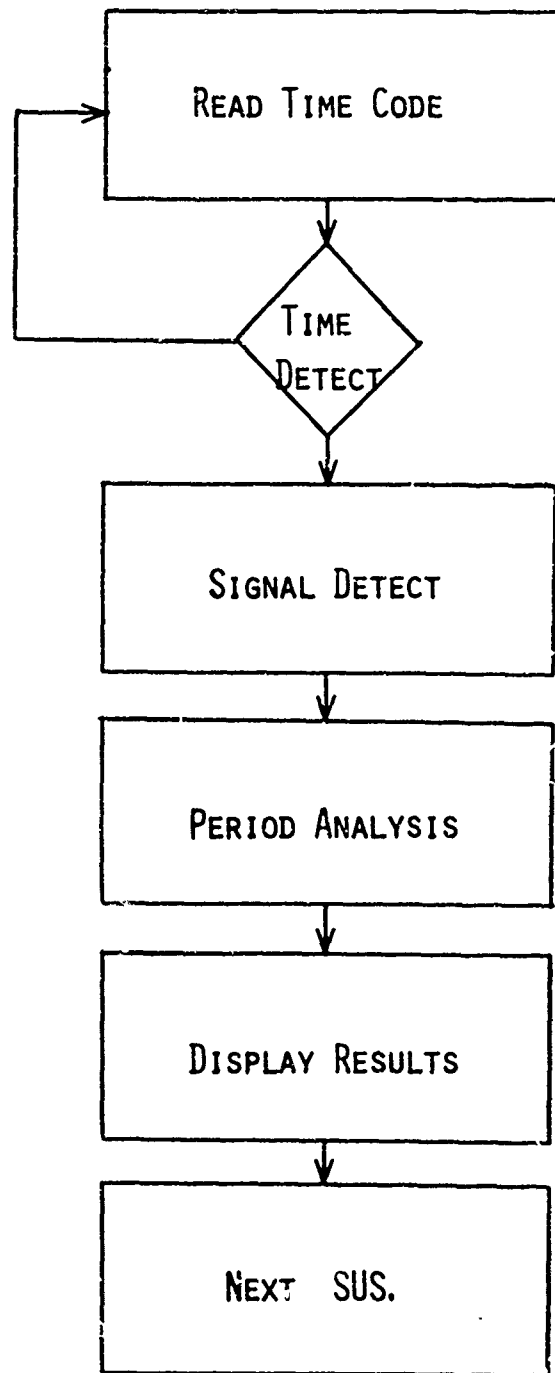 READ TIME CODE
TIME
DETECT
SIGNAL DETECT
PERIOD ANALYSIS
DISPLAY RESULTS
NEXT SUS.